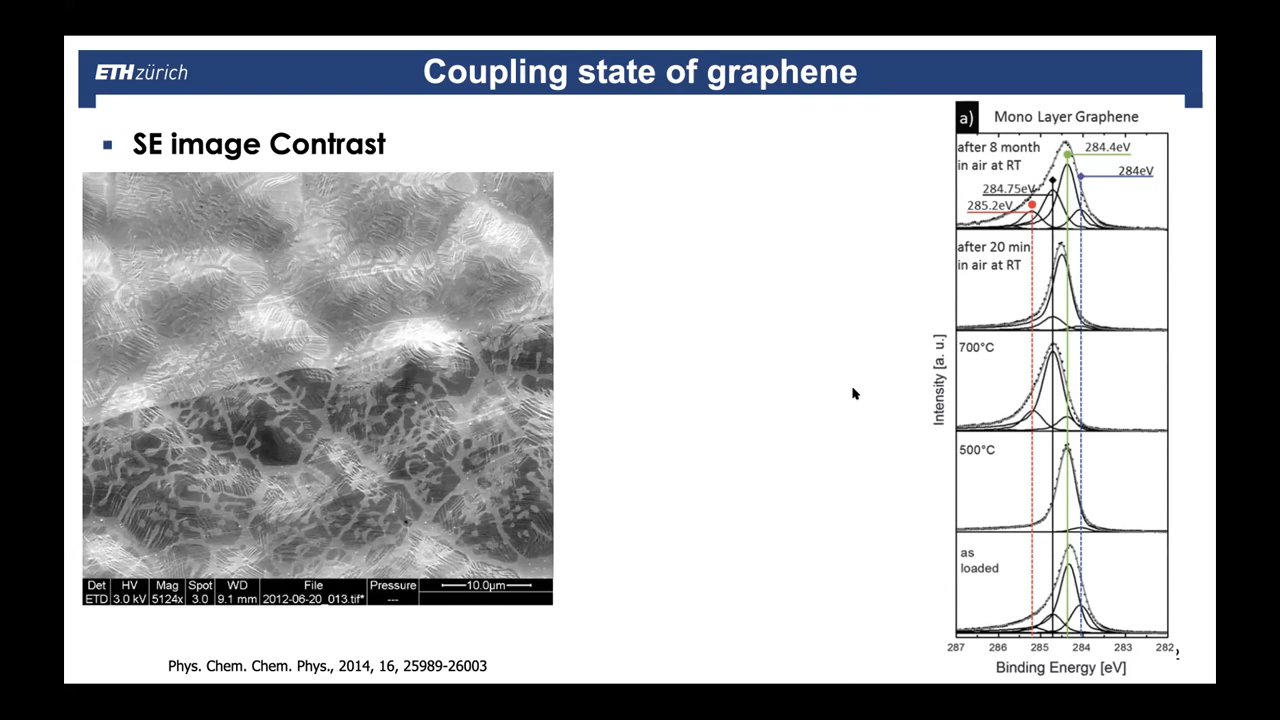 ETHzürich
Coupling state of graphene
▪ SE image Contrast
Det HV Mag Spot WD File Pressure 10.0µm
ETD 3.0 kV 5124x 3.0 9.1 mm 2012-06-20_013.tif* ---
Phys. Chem. Chem. Phys., 2014, 16, 25989-26003
a) Mono Layer Graphene
after 8 month
in air at RT
284.4eV
284eV
284.75eV
285.2eV
after 20 min
in air at RT
700°C
500°C
as
loaded
Intensity [a. u.]
287 286 285 284 283 282
Binding Energy [eV]